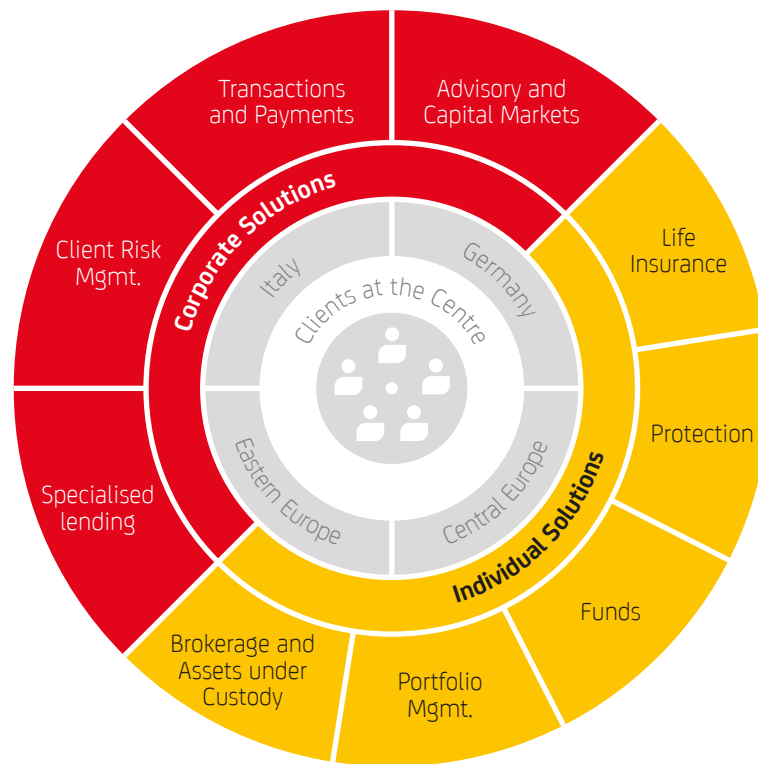 Transactions
and Payments
Advisory and
Capital Markets
Client Risk
Mgmt.
Corporate Solutions
Life
Insurance
Italy
Germany
Clients at the Centre
Specialised
lending
Eastern Europe
Central Europe
Protection
Individual Solutions
Funds
Brokerage and
Assets under
Custody
Portfolio
Mgmt.